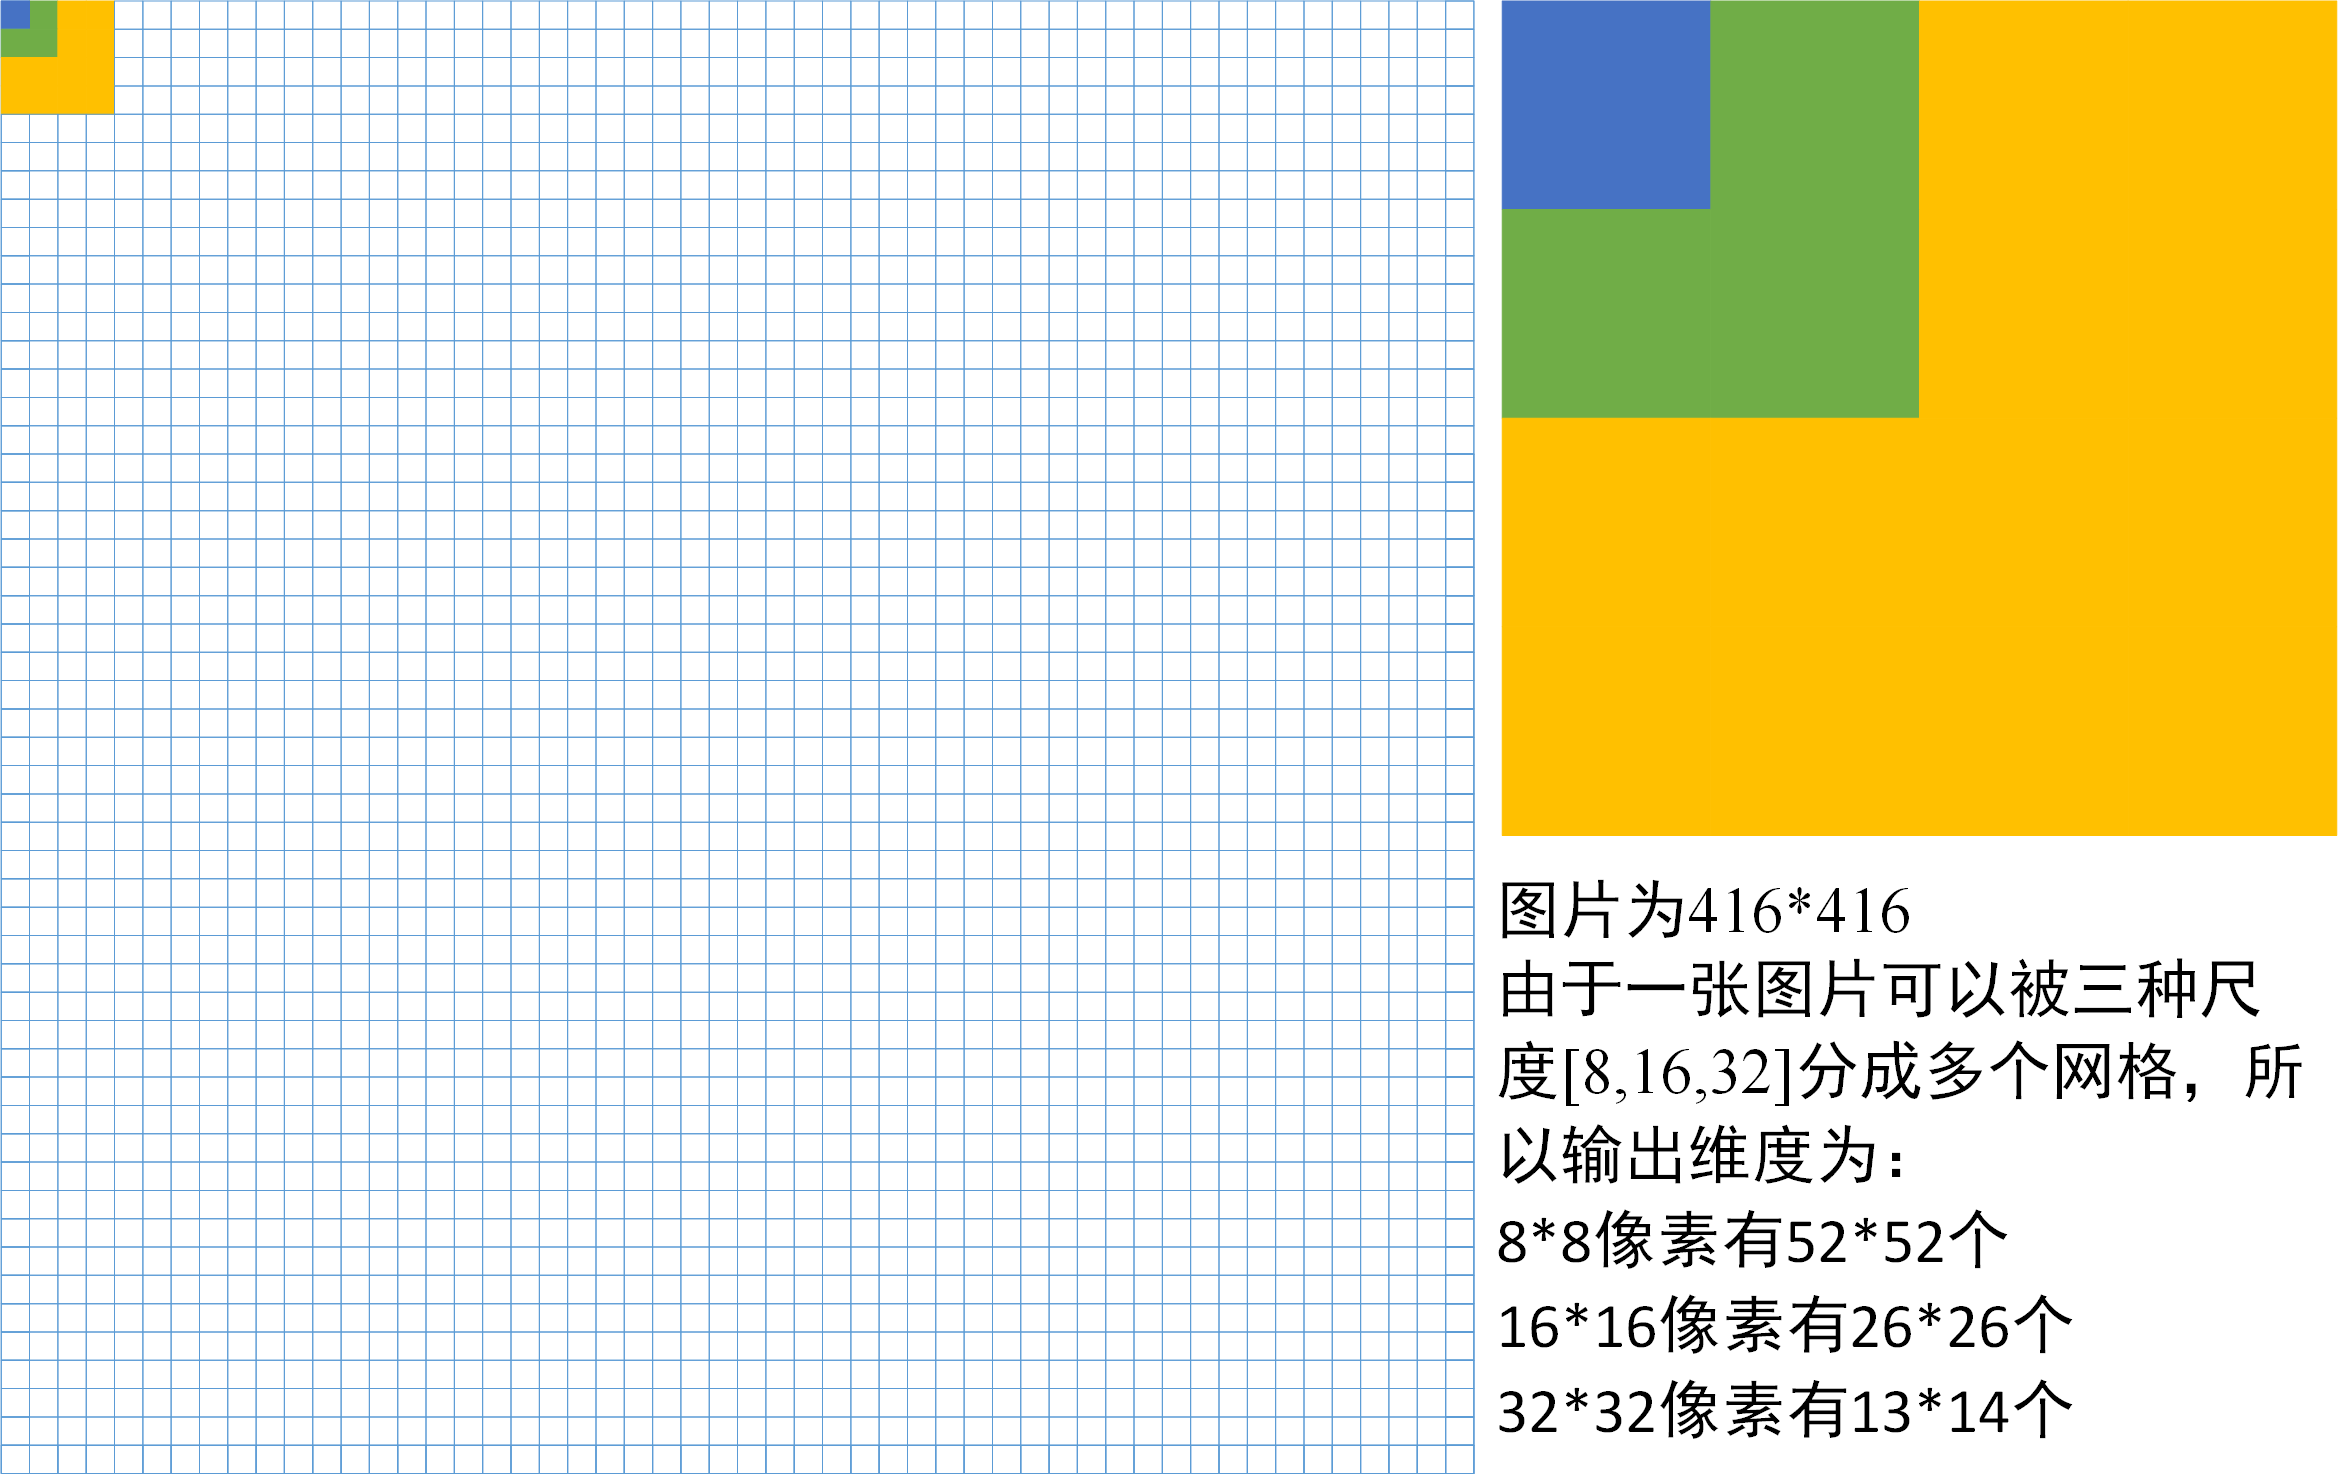 图片为416*416
由于一张图片可以被三种尺
度[8,16,32]分成多个网格，所
以输出维度为：
8*8像素有52*52个
16*16像素有26*26个
32*32像素有13*14个